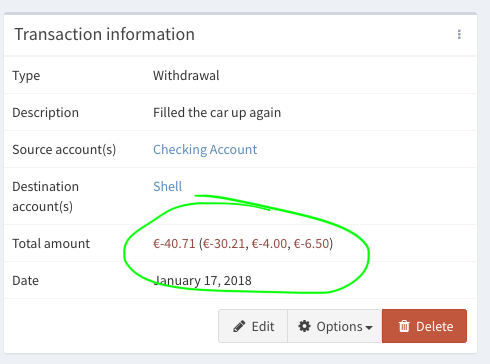 Transaction information
Type Withdrawal
Description Filled the car up again
Source account(s) Checking Account
Destination account(s) Shell
Total amount €-40.71 (€-30.21, €-4.00, €-6.50)
Date January 17, 2018
Edit Options Delete